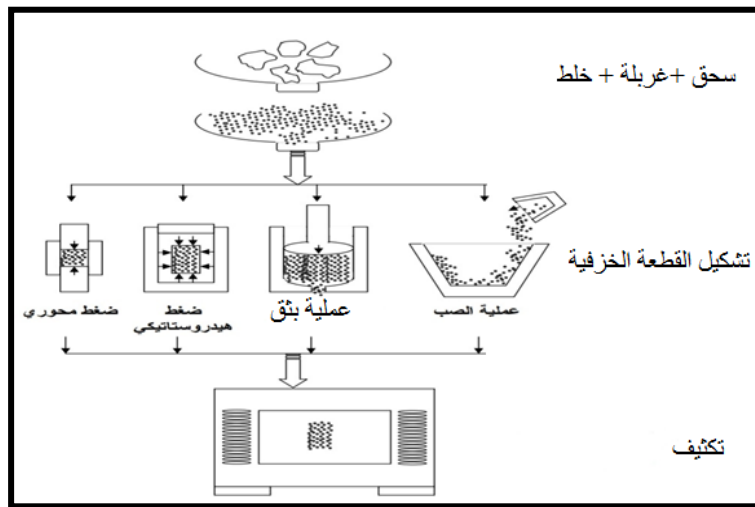 سحق +غربلة + خلط
تشكيل القطعة الخزفية
ضغط محوري
ضغط
هيدروستاتيكي
عملية بثق
عملية الصب
تكثيف